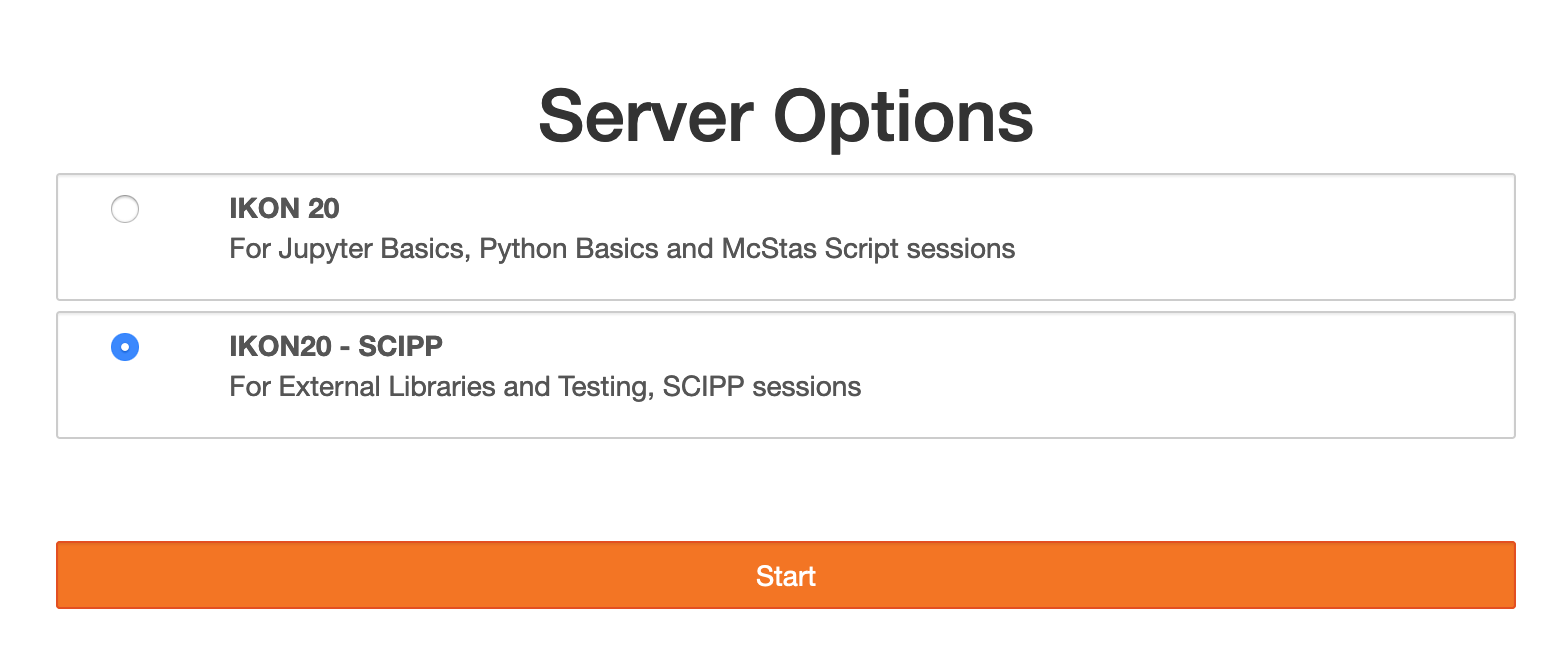 Server Options
IKON 20
For Jupyter Basics, Python Basics and McStas Script sessions
IKON20 - SCIPP
For External Libraries and Testing, SCIPP sessions
Start